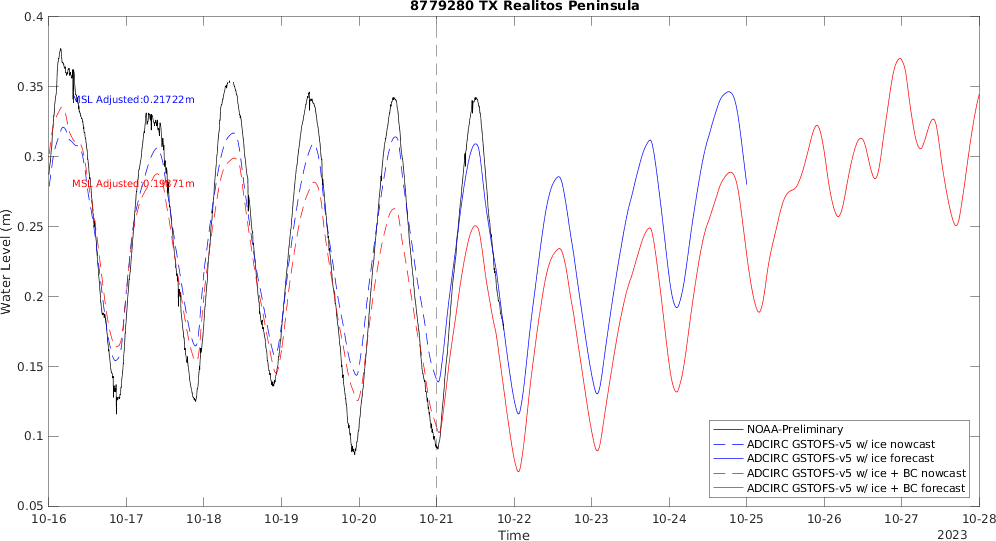 8779280 TX Realitos Peninsula
0.4
0.35
0.3
0.25
0.2
0.15
0.1
0.05
Water Level (m)
MSL Adjusted:0.21722m
MSL Adjusted:0.19871m
NOAA-Preliminary
ADCIRC GSTOFS-v5 w/ ice nowcast
ADCIRC GSTOFS-v5 w/ ice forecast
ADCIRC GSTOFS-v5 w/ ice + BC nowcast
ADCIRC GSTOFS-v5 w/ ice + BC forecast
10-16 10-17 10-18 10-19 10-20 10-21 10-22 10-23 10-24 10-25 10-26 10-27 10-28
Time
2023